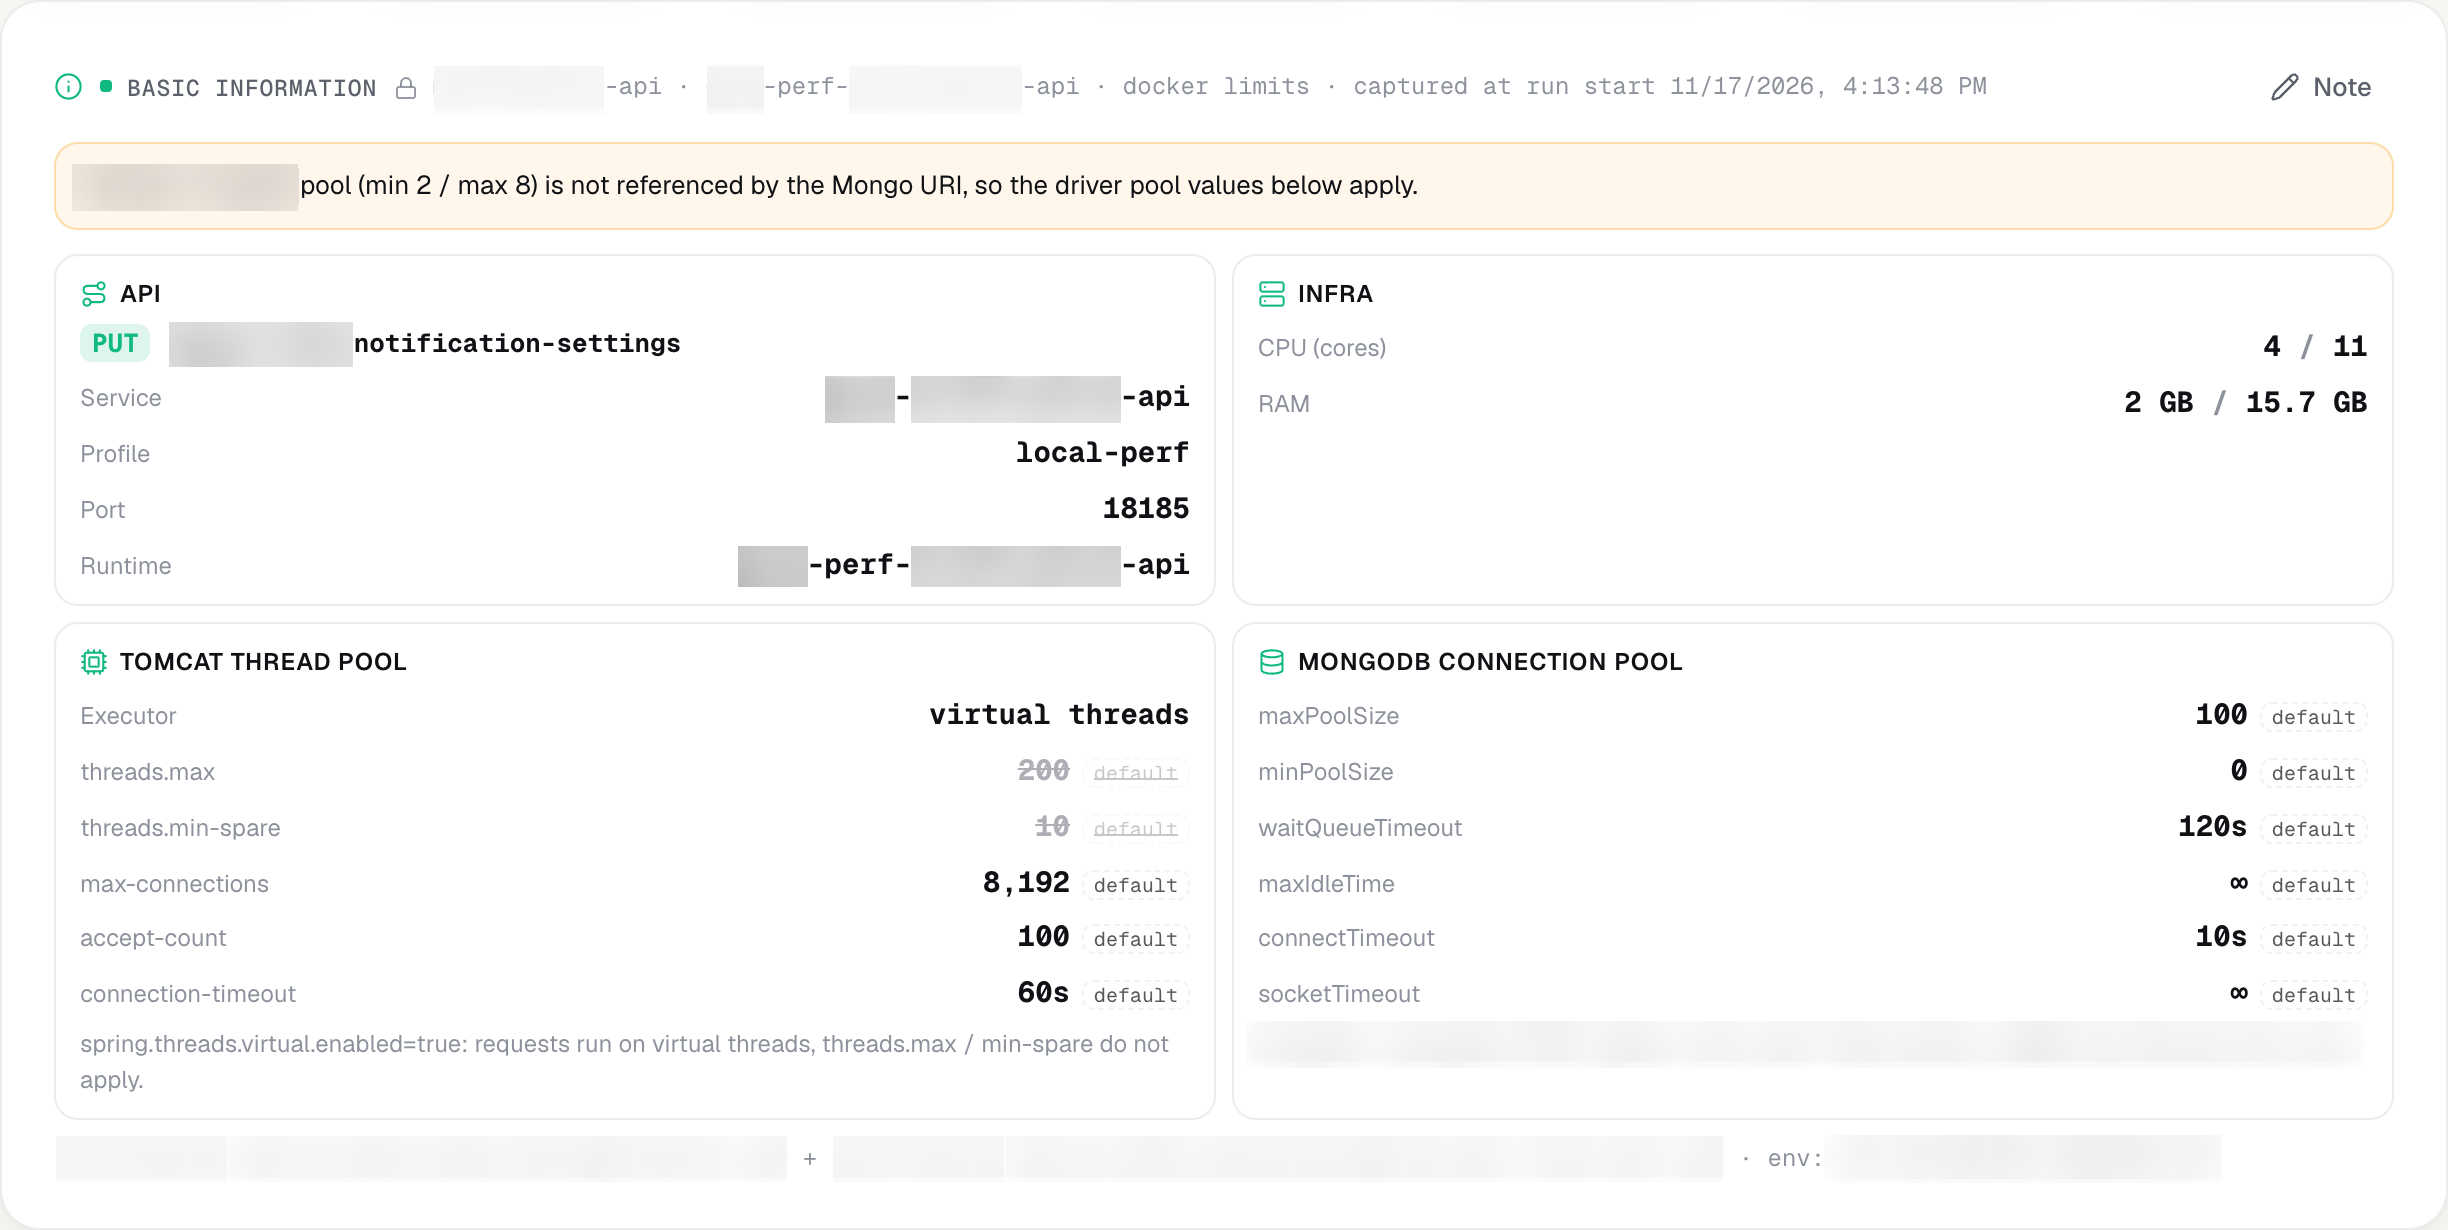 BASIC INFORMATION -api · -perf- -api · docker limits · captured at run start 11/17/2026, 4:13:48 PM
Note
pool (min 2 / max 8) is not referenced by the Mongo URI, so the driver pool values below apply.
API
PUT notification-settings
Service - -api
Profile local-perf
Port 18185
Runtime -perf- -api
INFRA
CPU (cores) 4 / 11
RAM 2 GB / 15.7 GB
TOMCAT THREAD POOL
Executor virtual threads
threads.max 200 default
threads.min-spare 10 default
max-connections 8,192 default
accept-count 100 default
connection-timeout 60s default
spring.threads.virtual.enabled=true: requests run on virtual threads, threads.max / min-spare do not
apply.
MONGODB CONNECTION POOL
maxPoolSize 100 default
minPoolSize 0 default
waitQueueTimeout 120s default
maxIdleTime ∞ default
connectTimeout 10s default
socketTimeout ∞ default
+ · env: